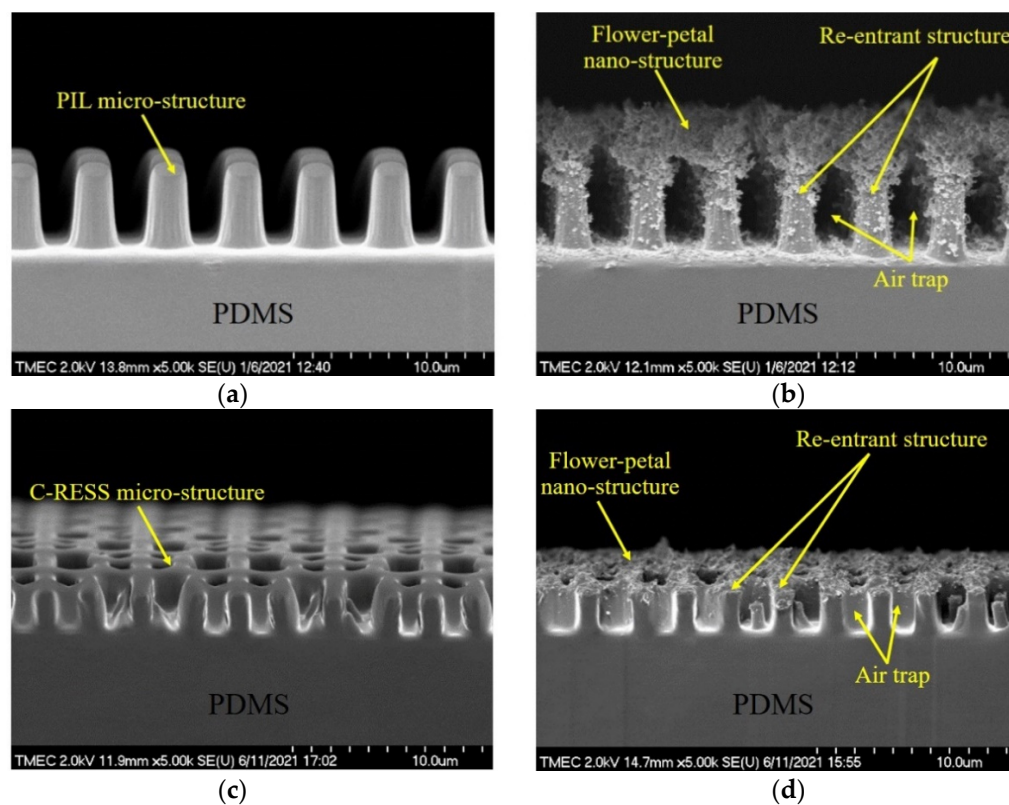 PIL micro-structure
PDMS
TMEC 2.0kV 13.8mm x5.00k SE(U) 1/6/2021 12:40 10.0um
(a)
Flower-petal
nano-structure
Re-entrant structure
Air trap
PDMS
TMEC 2.0kV 12.1mm x5.00k SE(U) 1/6/2021 12:12 10.0um
(b)
C-RESS micro-structure
PDMS
TMEC 2.0kV 11.9mm x5.00k SE(U) 6/11/2021 17:02 10.0um
(c)
Re-entrant structure
Flower-petal
nano-structure
Air trap
PDMS
TMEC 2.0kV 14.7mm x5.00k SE(U) 6/11/2021 15:55 10.0um
(d)